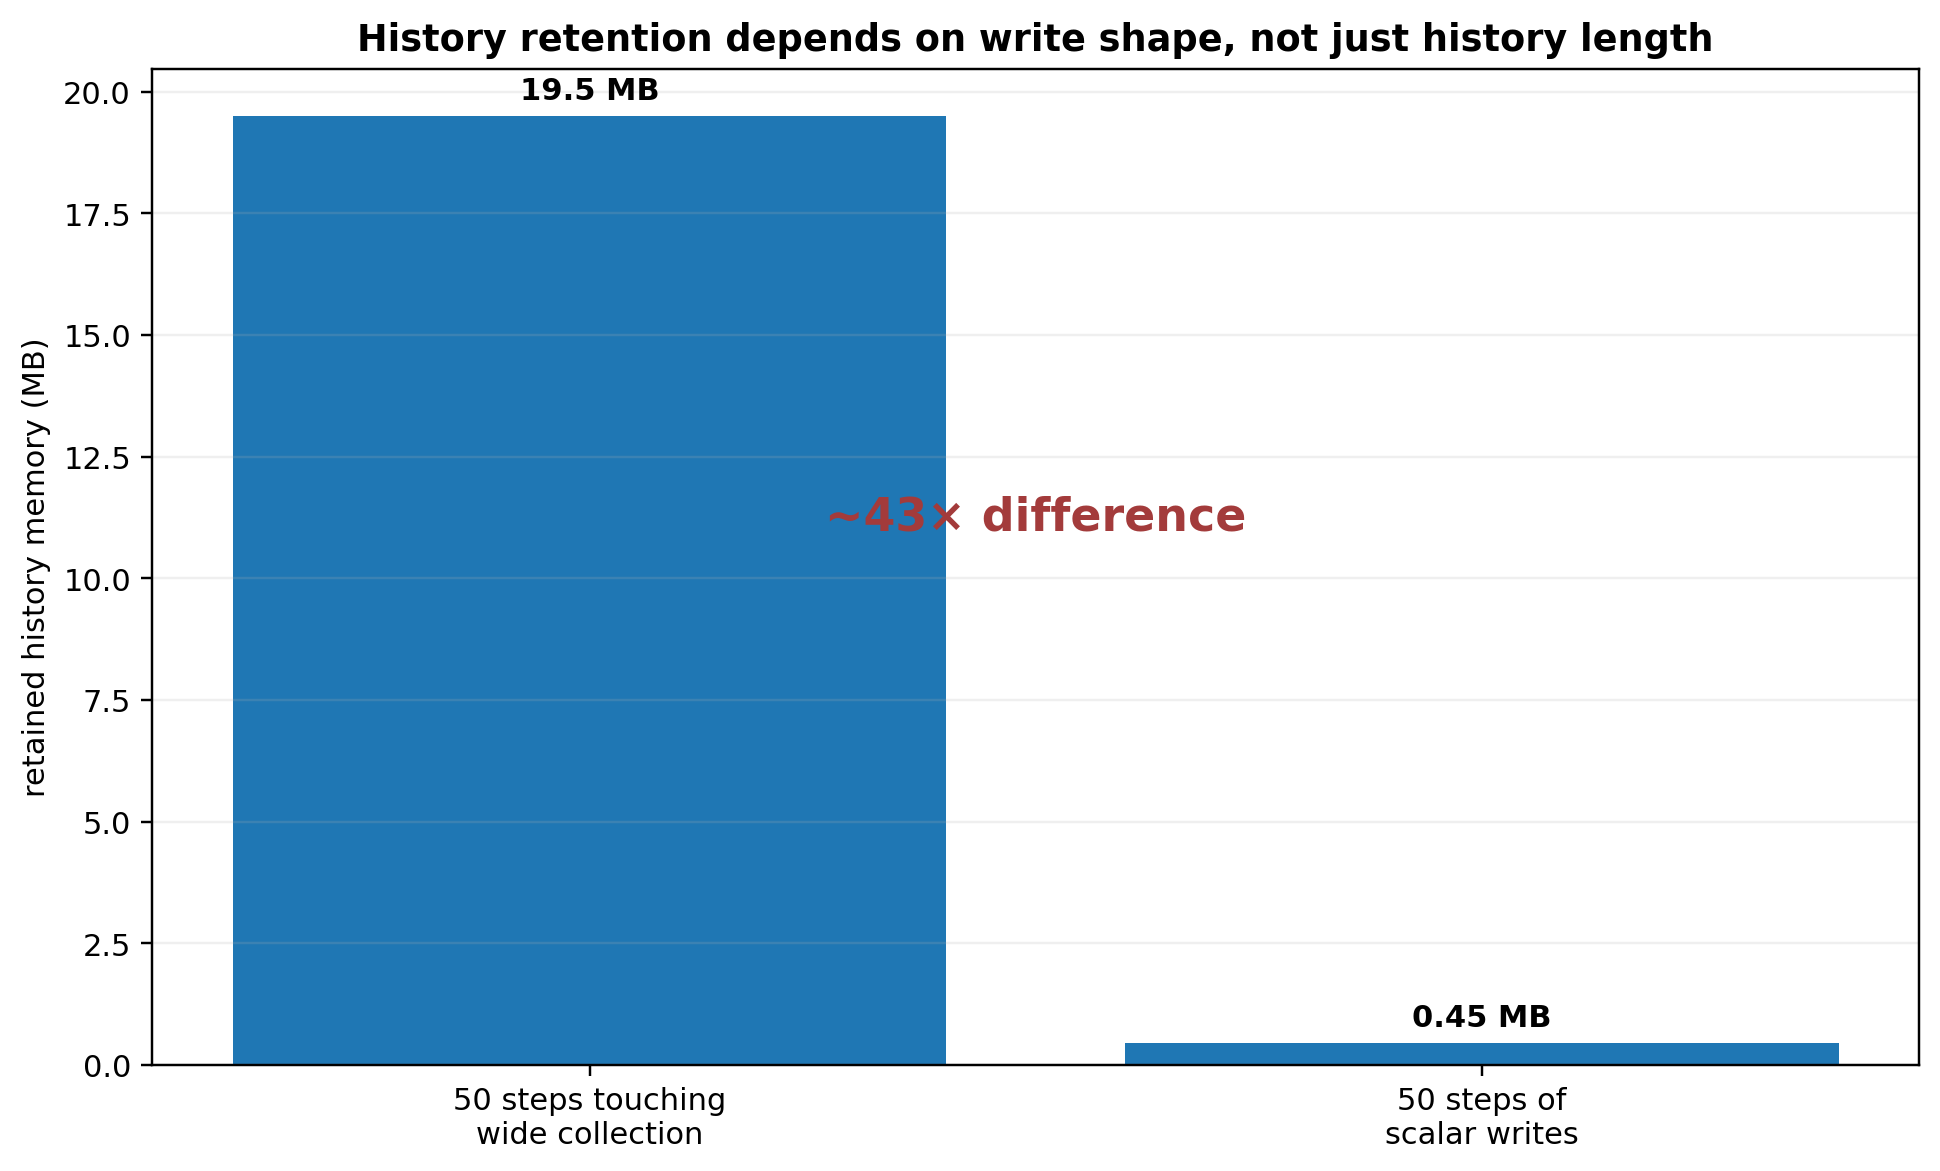 History retention depends on write shape, not just history length
19.5 MB
20.0
17.5
15.0
12.5
10.0
7.5
5.0
2.5
0.0
retained history memory (MB)
~43× difference
0.45 MB
50 steps touching
wide collection
50 steps of
scalar writes